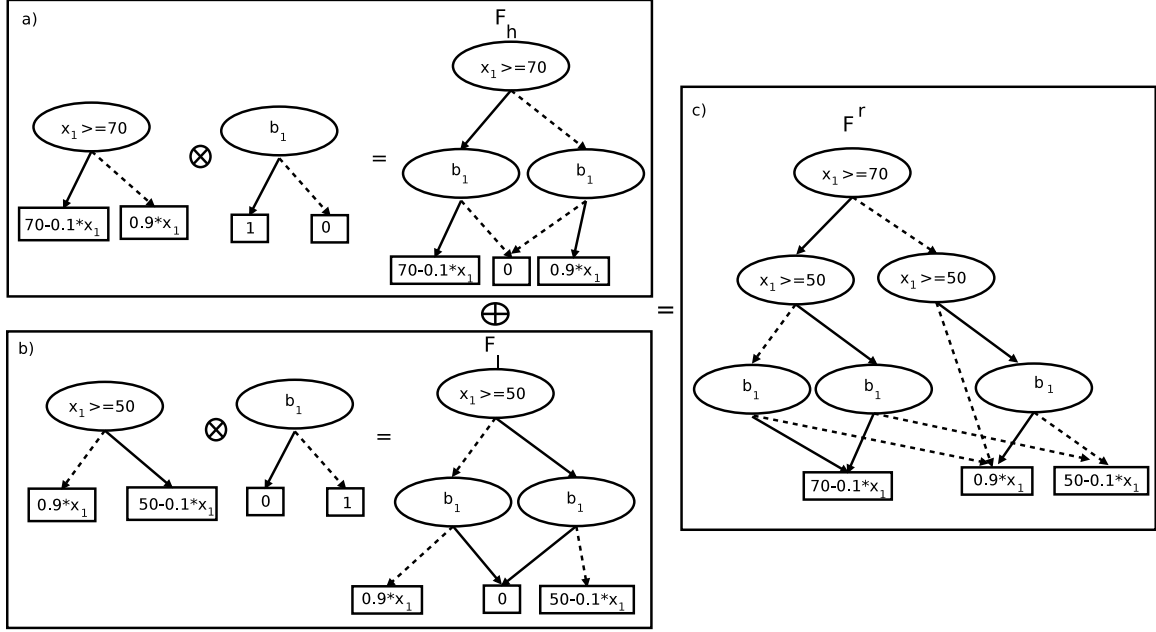 a)
F_h
x_1 >=70
x_1 >=70
b_1
⊗
=
b_1
b_1
70-0.1*x_1
0.9*x_1
1
0
70-0.1*x_1
0
0.9*x_1
⊕
=
b)
F_l
x_1 >=50
x_1 >=50
b_1
⊗
=
b_1
b_1
0.9*x_1
50-0.1*x_1
0
1
0.9*x_1
0
50-0.1*x_1
c)
F^r
x_1 >=70
x_1 >=50
x_1 >=50
b_1
b_1
b_1
70-0.1*x_1
0.9*x_1
50-0.1*x_1